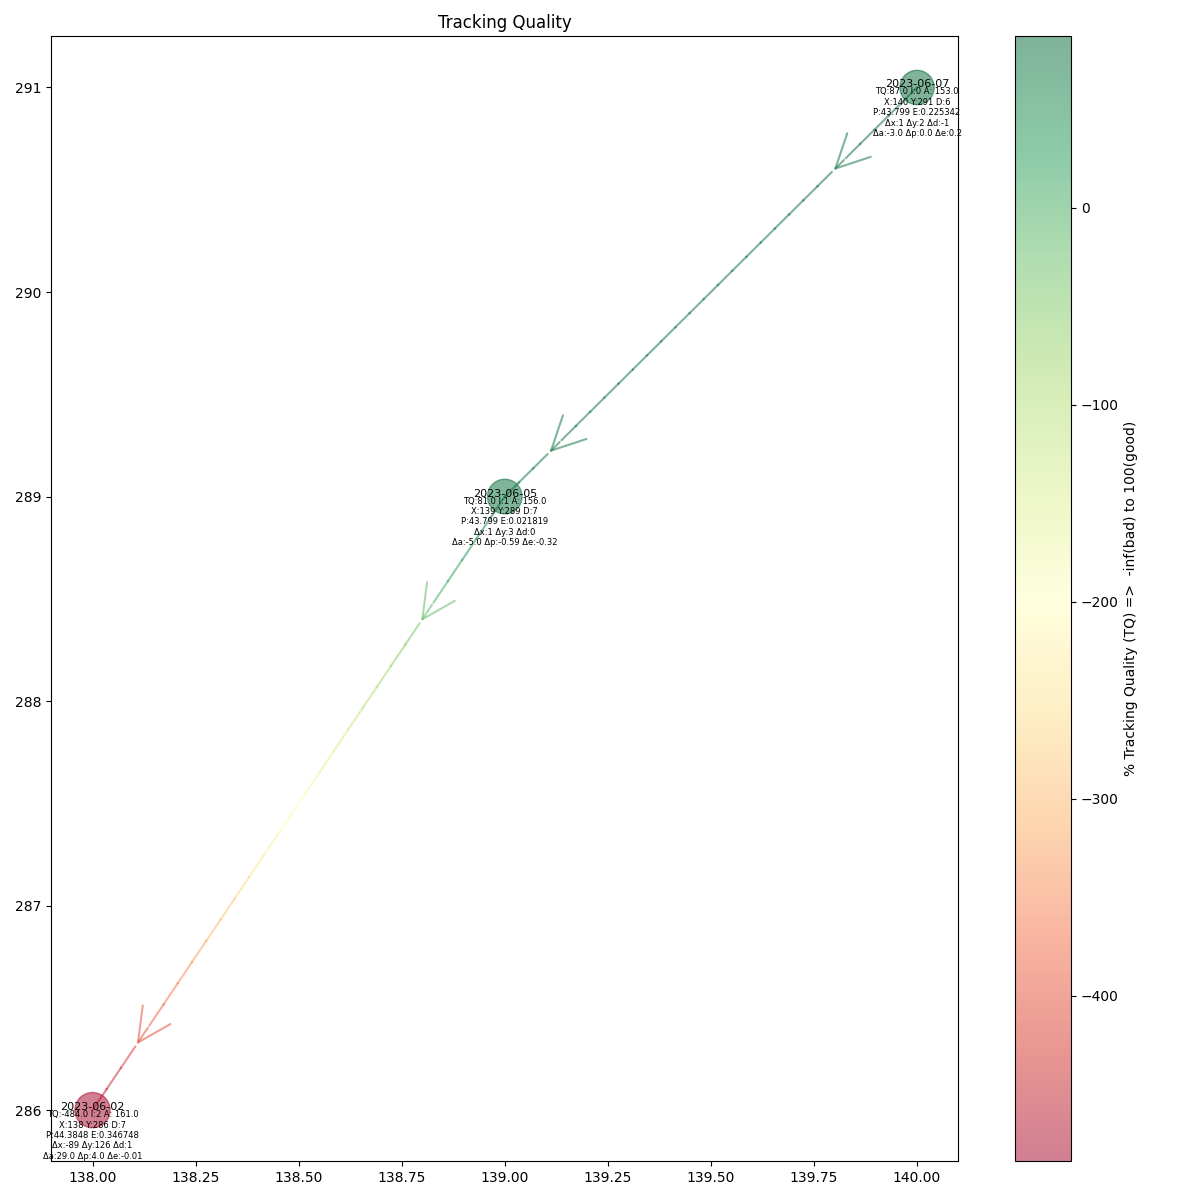 Tracking Quality
291
290
289
288
287
286
138.00
138.25
138.50
138.75
139.00
139.25
139.50
139.75
140.00
2023-06-07
TQ:87.0 I:0 A: 153.0
X:140 Y:291 D:6
P:43.799 E:0.225342
Δx:1 Δy:2 Δd:-1
Δa:-3.0 Δp:0.0 Δe:0.2
2023-06-05
TQ:81.0 I:1 A: 156.0
X:139 Y:289 D:7
P:43.799 E:0.021819
Δx:1 Δy:3 Δd:0
Δa:-5.0 Δp:-0.59 Δe:-0.32
2023-06-02
TQ:-484.0 I:2 A: 161.0
X:138 Y:286 D:7
P:44.3848 E:0.346748
Δx:-89 Δy:126 Δd:1
Δa:29.0 Δp:4.0 Δe:-0.01
0
−100
−200
−300
−400
% Tracking Quality (TQ) => -inf(bad) to 100(good)